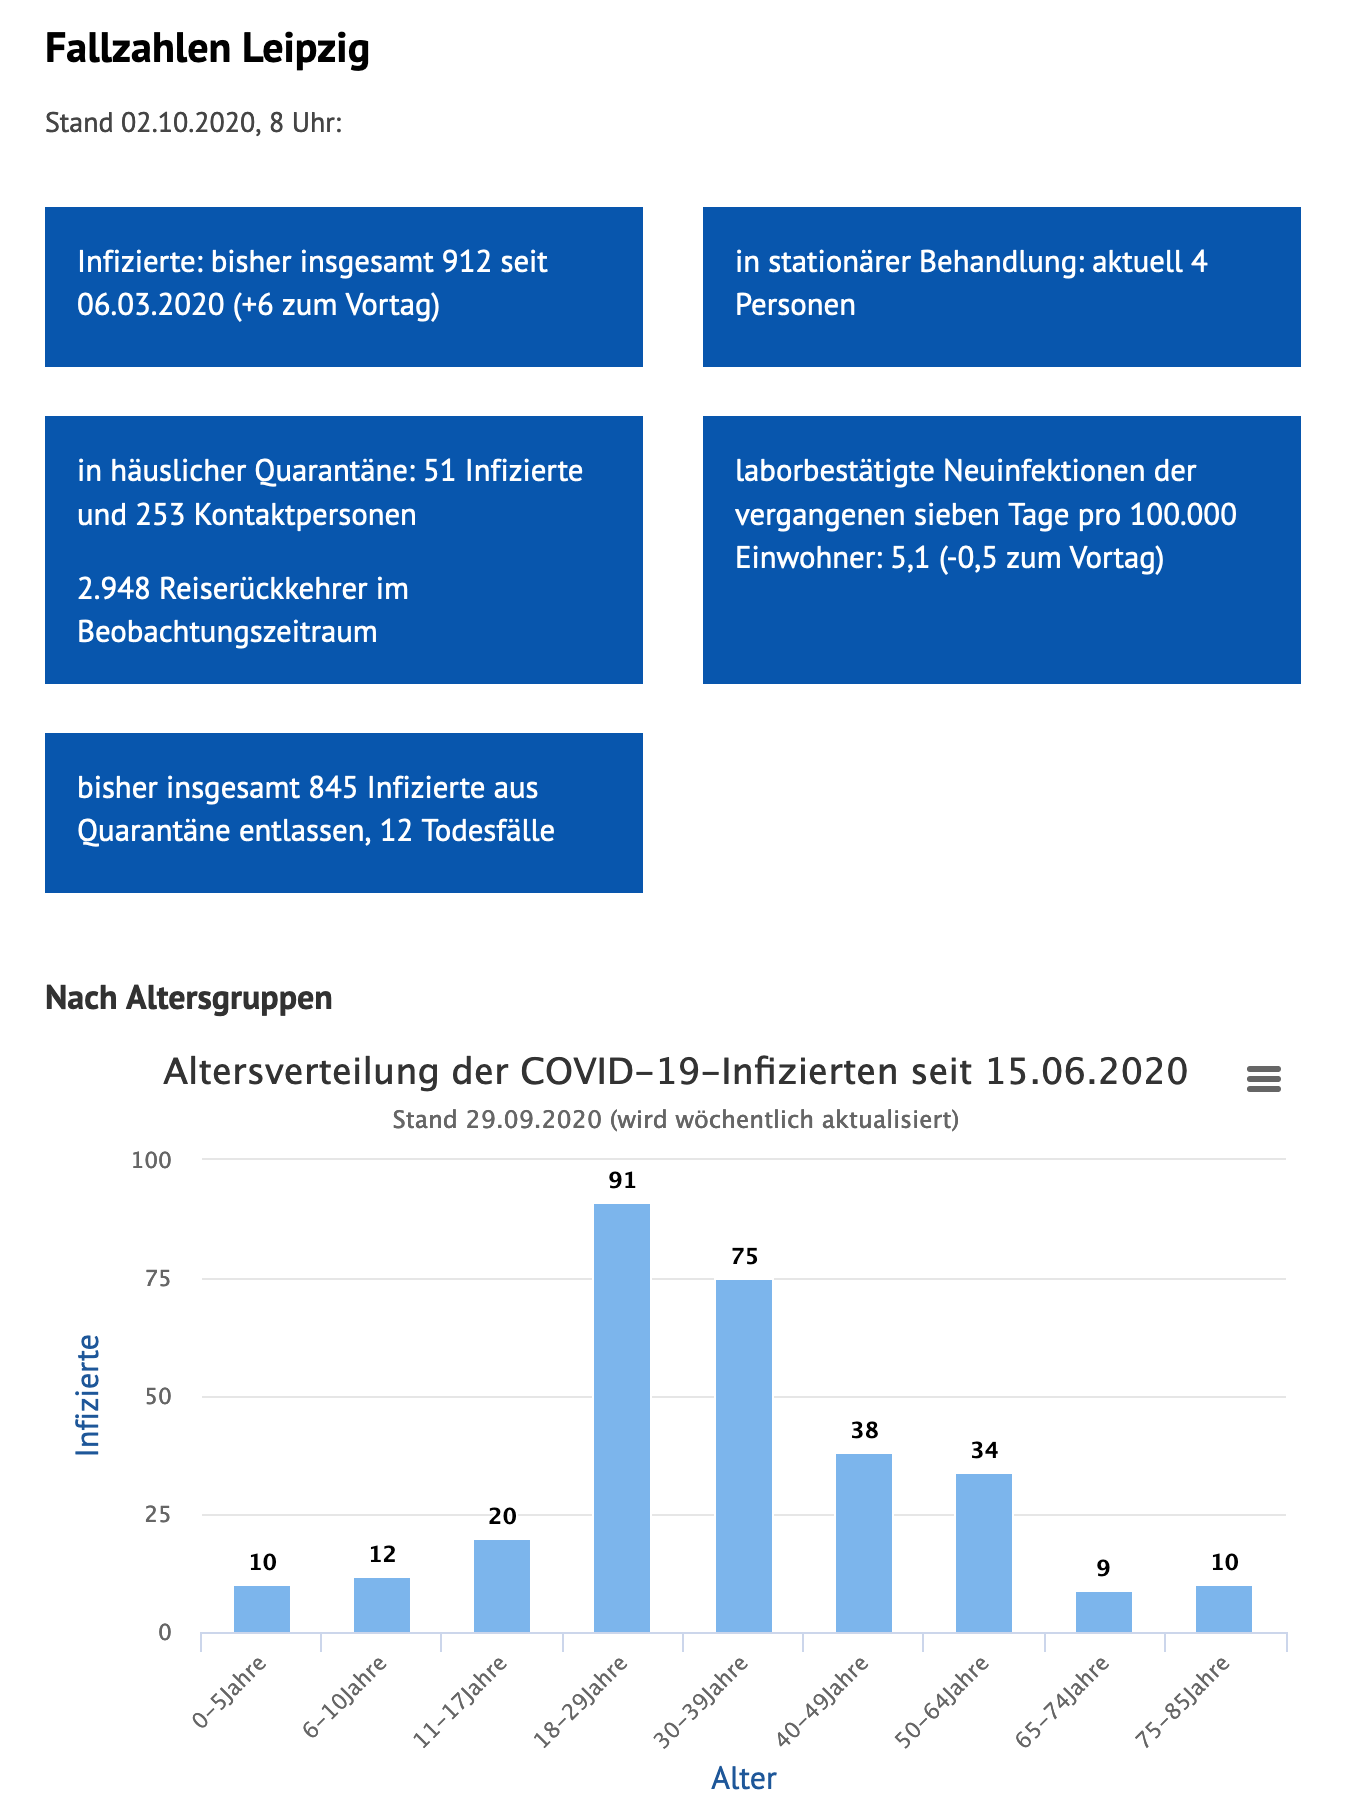 Fallzahlen Leipzig
Stand 02.10.2020, 8 Uhr:
Infizierte: bisher insgesamt 912 seit
06.03.2020 (+6 zum Vortag)
in stationärer Behandlung: aktuell 4
Personen
in häuslicher Quarantäne: 51 Infizierte
und 253 Kontaktpersonen
2.948 Reiserückkehrer im
Beobachtungszeitraum
laborbestätigte Neuinfektionen der
vergangenen sieben Tage pro 100.000
Einwohner: 5,1 (-0,5 zum Vortag)
bisher insgesamt 845 Infizierte aus
Quarantäne entlassen, 12 Todesfälle
Nach Altersgruppen
Altersverteilung der COVID-19-Infizierten seit 15.06.2020
Stand 29.09.2020 (wird wöchentlich aktualisiert)
Infizierte
100
75
50
25
0
10
12
20
91
75
38
34
9
10
0-5Jahre
6-10Jahre
11-17Jahre
18-29Jahre
30-39Jahre
40-49Jahre
50-64Jahre
65-74Jahre
75-85Jahre
Alter